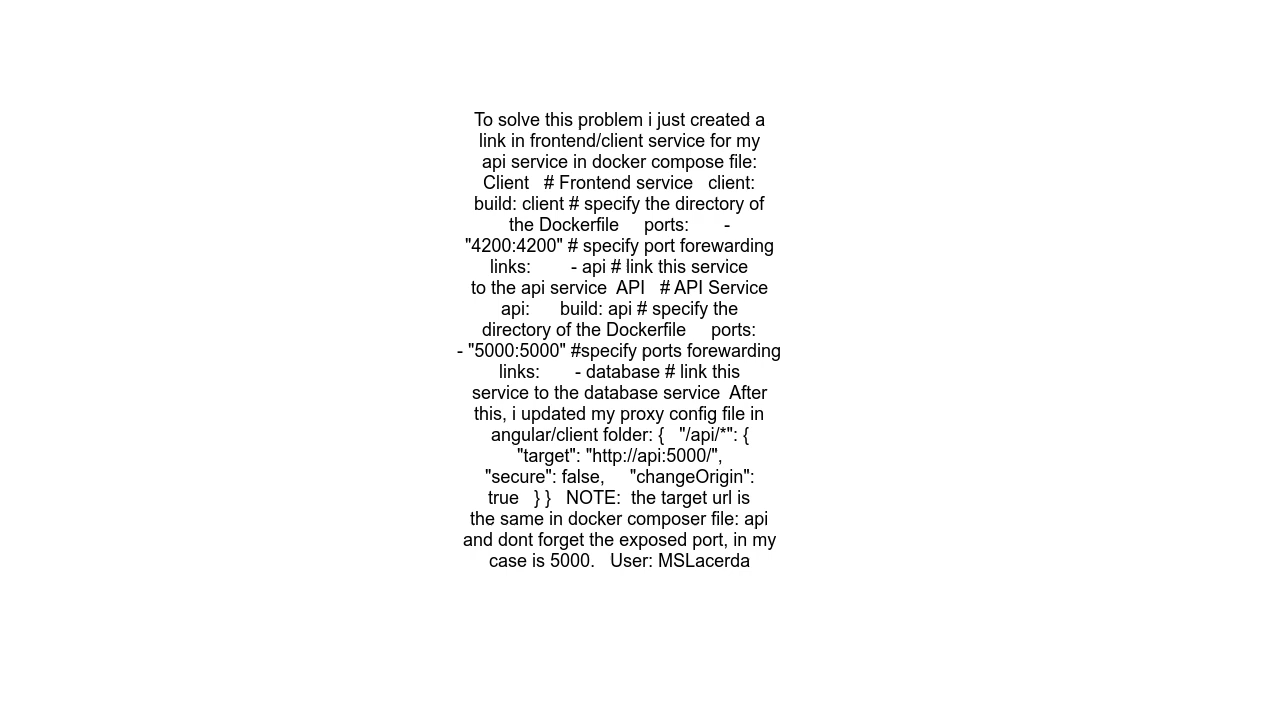 To solve this problem i just created a
link in frontend/client service for my
api service in docker compose file:
Client   # Frontend service   client:
build: client # specify the directory of
the Dockerfile     ports:       -
"4200:4200" # specify port forewarding
links:        - api # link this service
to the api service  API   # API Service
api:      build: api # specify the
directory of the Dockerfile     ports:
- "5000:5000" #specify ports forewarding
links:       - database # link this
service to the database service  After
this, i updated my proxy config file in
angular/client folder: {   "/api/*": {
"target": "http://api:5000/",
"secure": false,     "changeOrigin":
true   } }   NOTE:  the target url is
the same in docker composer file: api
and dont forget the exposed port, in my
case is 5000.   User: MSLacerda